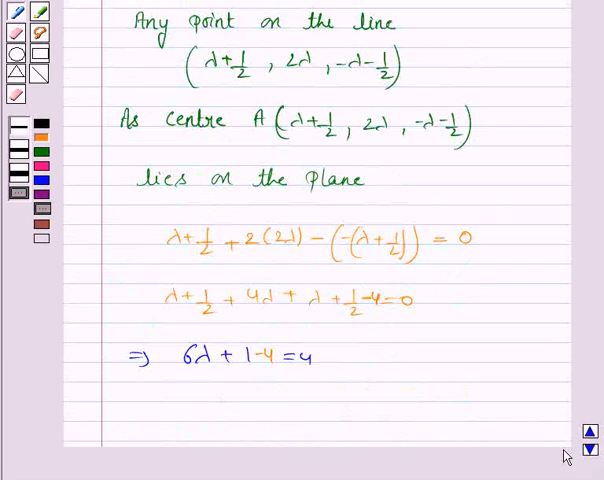 Any point on the line
(λ+1/2 , 2λ , -λ-1/2)
As centre A (λ+1/2, 2λ, -λ-1/2)
lies on the plane
λ+1/2 + 2(2λ) - (-(λ+1/2)) = 0
λ+1/2 + 4λ + λ + 1/2 -4=0
⇒ 6λ + 1 -4 = 4